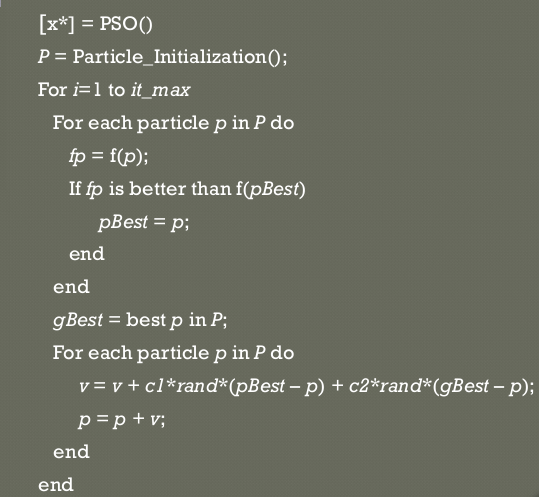 [x*] = PSO()
P = Particle_Initialization();
For i=1 to it_max
For each particle p in P do
fp = f(p);
If fp is better than f(pBest)
pBest = p;
end
end
gBest = best p in P;
For each particle p in P do
v = v + c1*rand*(pBest – p) + c2*rand*(gBest – p);
p = p + v;
end
end